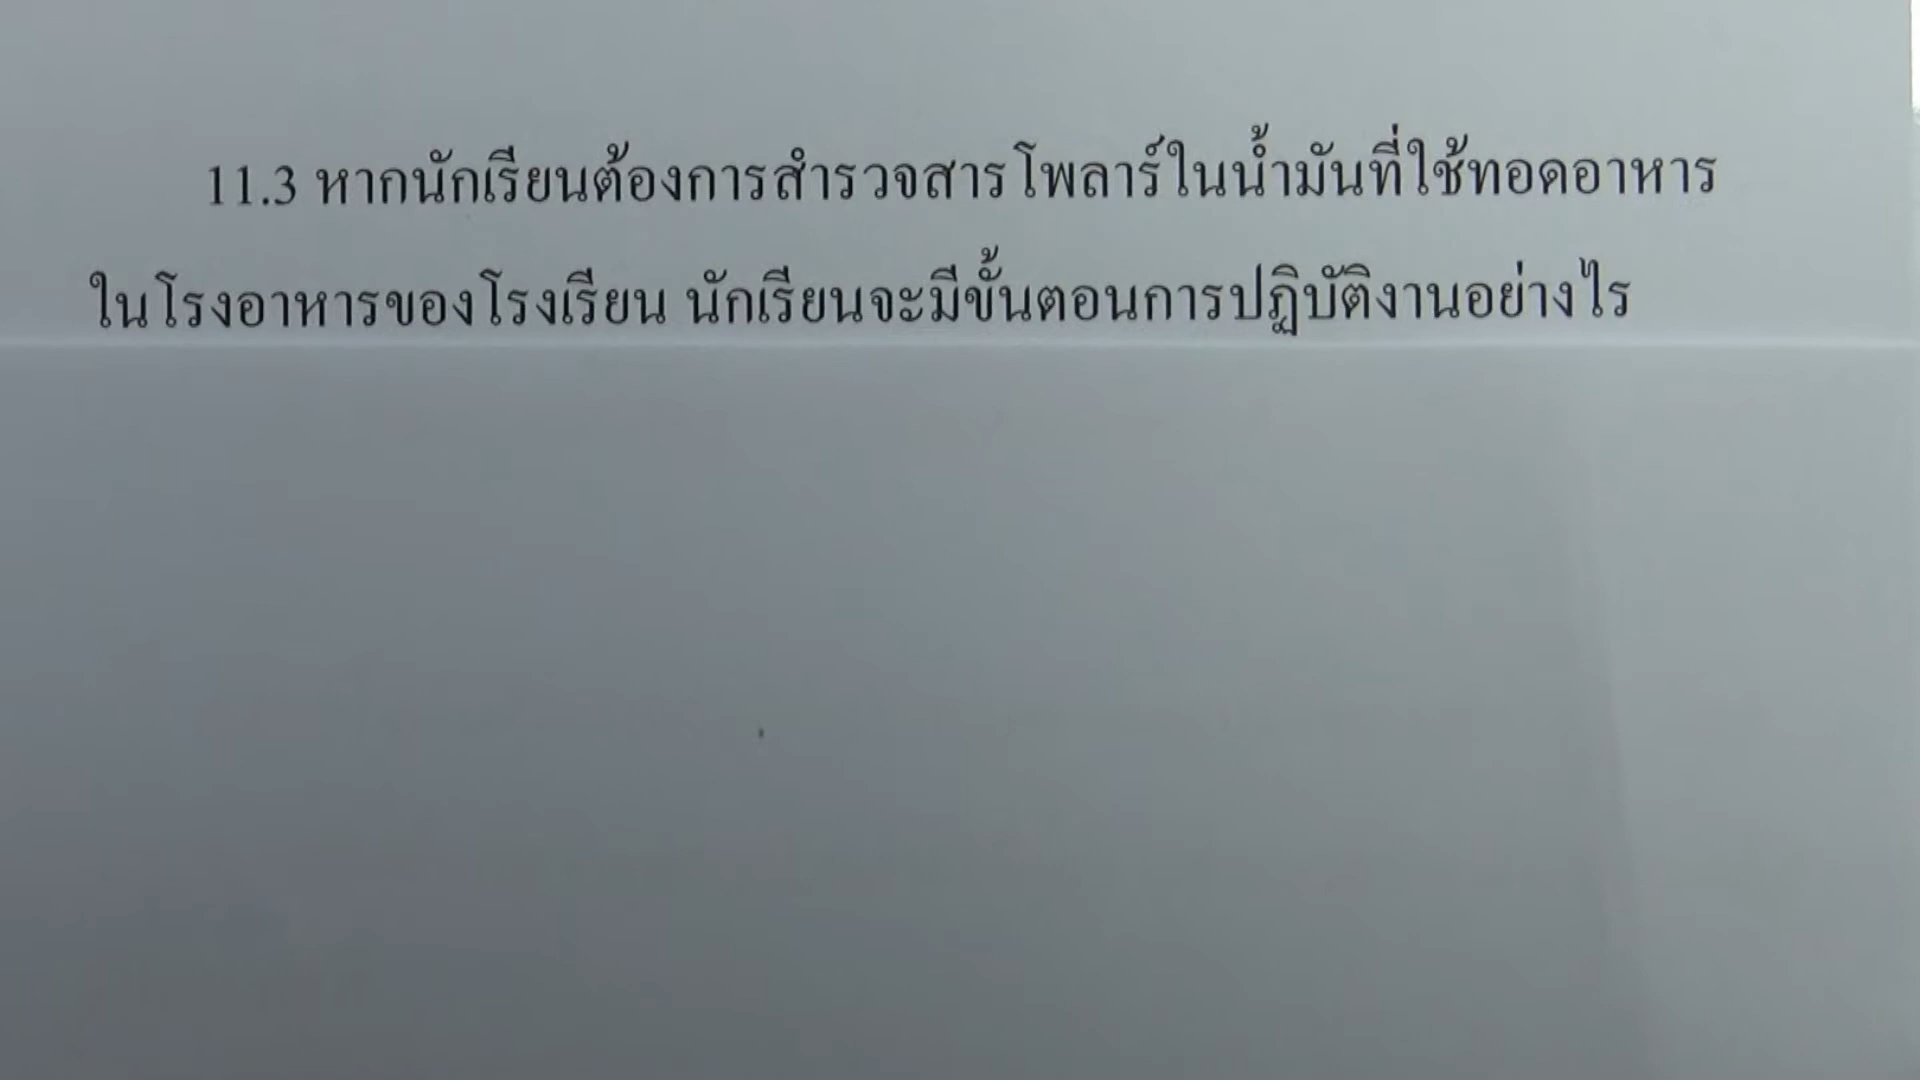 11.3 หากนักเรียนต้องการสำรวจสารโพลาร์ในน้ำมันที่ใช้ทอดอาหาร
ในโรงอาหารของโรงเรียน นักเรียนจะมีขั้นตอนการปฏิบัติงานอย่างไร